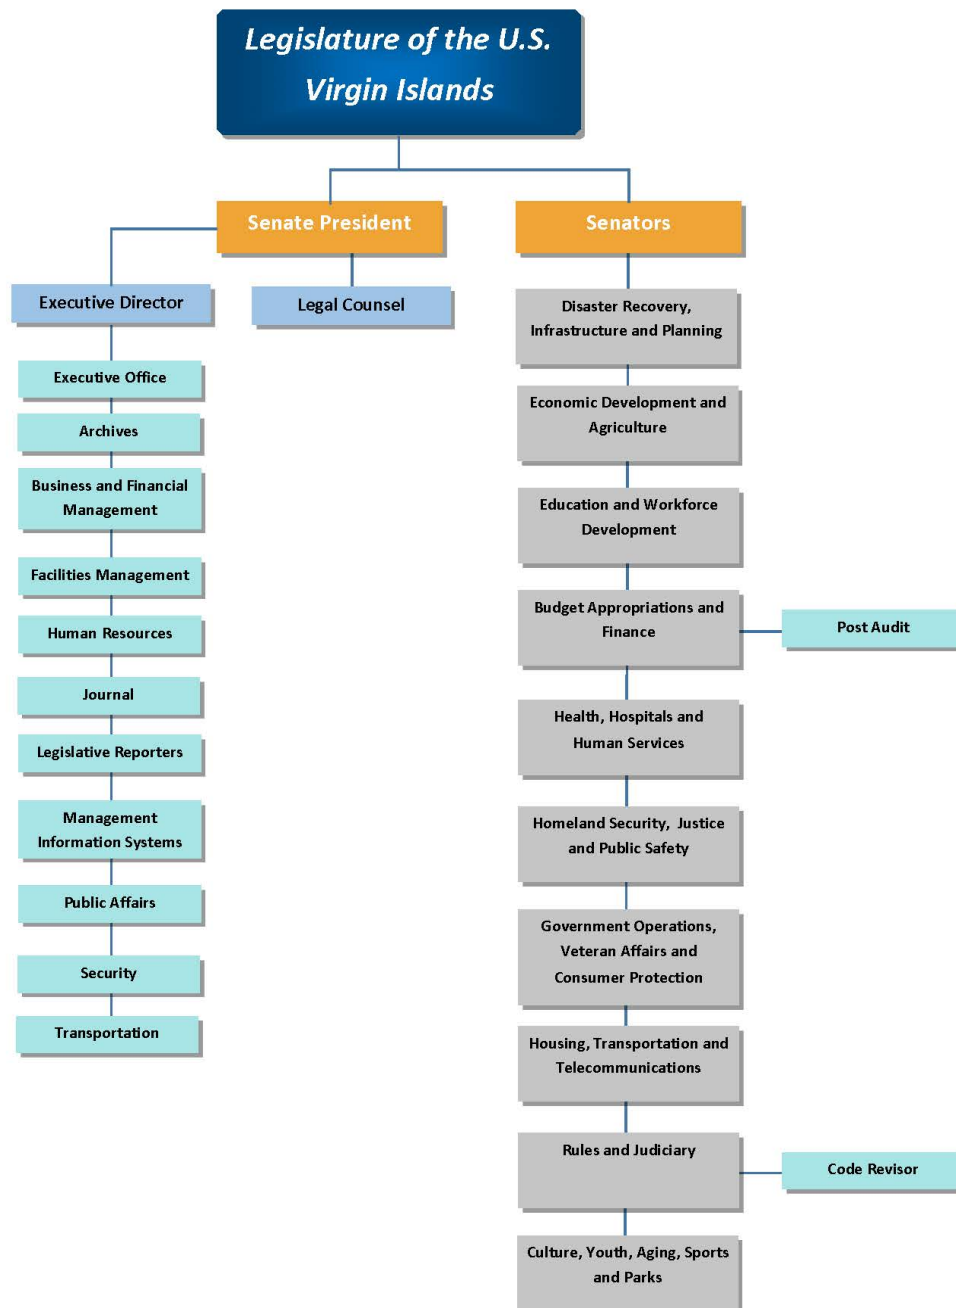 Legislature of the U.S.
Virgin Islands
Senate President
Senators
Executive Director
Legal Counsel
Executive Office
Archives
Business and Financial
Management
Facilities Management
Human Resources
Journal
Legislative Reporters
Management
Information Systems
Public Affairs
Security
Transportation
Disaster Recovery,
Infrastructure and Planning
Economic Development and
Agriculture
Education and Workforce
Development
Budget Appropriations and
Finance
Post Audit
Health, Hospitals and
Human Services
Homeland Security, Justice
and Public Safety
Government Operations,
Veteran Affairs and
Consumer Protection
Housing, Transportation and
Telecommunications
Rules and Judiciary
Code Revisor
Culture, Youth, Aging, Sports
and Parks